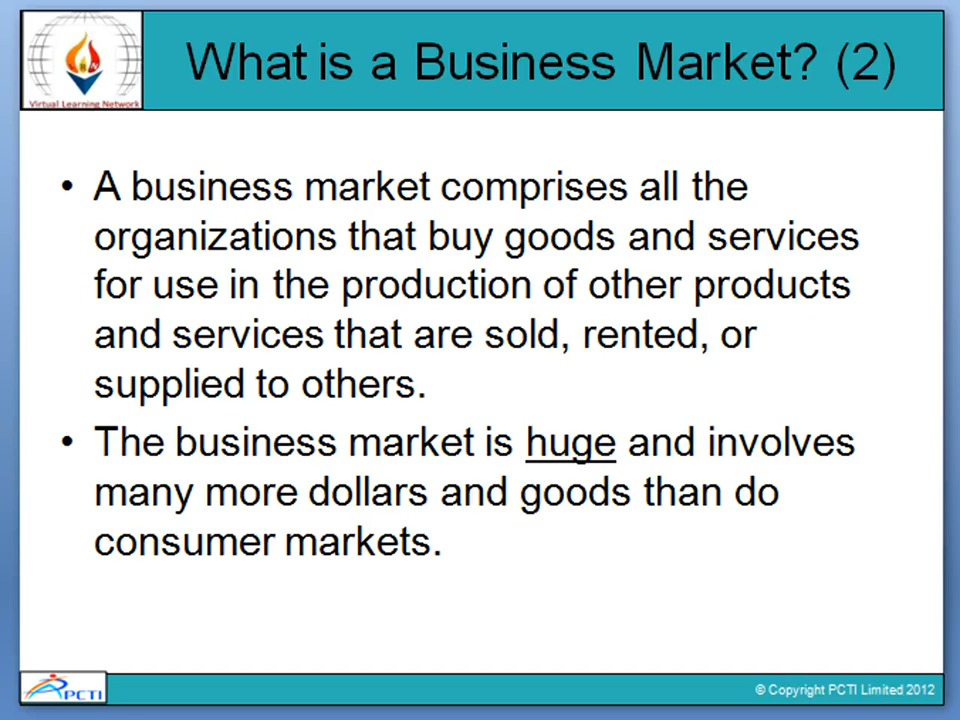 What is a Business Market? (2)
Virtual Learning Network
• A business market comprises all the
organizations that buy goods and services
for use in the production of other products
and services that are sold, rented, or
supplied to others.
• The business market is huge and involves
many more dollars and goods than do
consumer markets.
PCTI
© Copyright PCTI Limited 2012